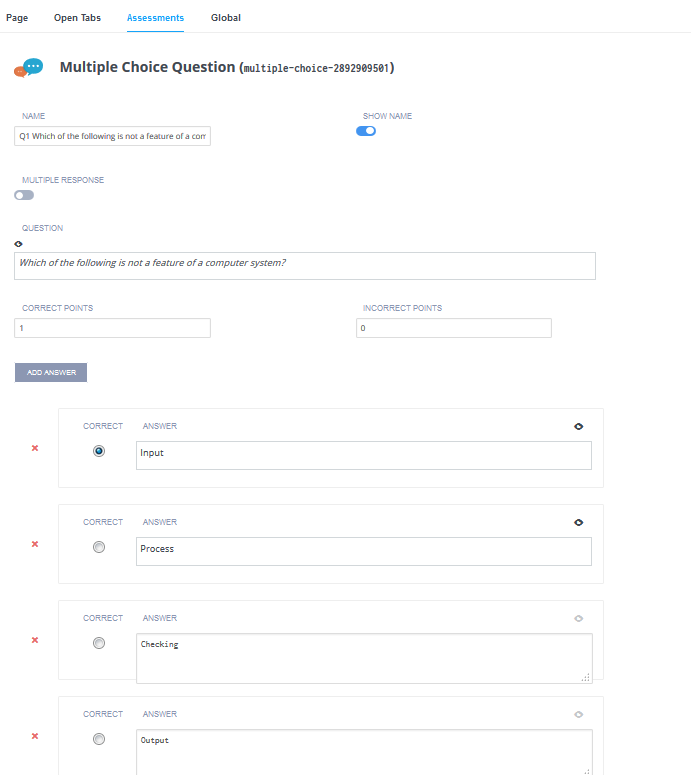 Page Open Tabs Assessments Global
Multiple Choice Question (multiple-choice-2892909501)
NAME SHOW NAME
Q1 Which of the following is not a feature of a com
MULTIPLE RESPONSE
QUESTION
Which of the following is not a feature of a computer system?
CORRECT POINTS INCORRECT POINTS
1 0
ADD ANSWER
CORRECT ANSWER
Input
CORRECT ANSWER
Process
CORRECT ANSWER
Checking
CORRECT ANSWER
Output